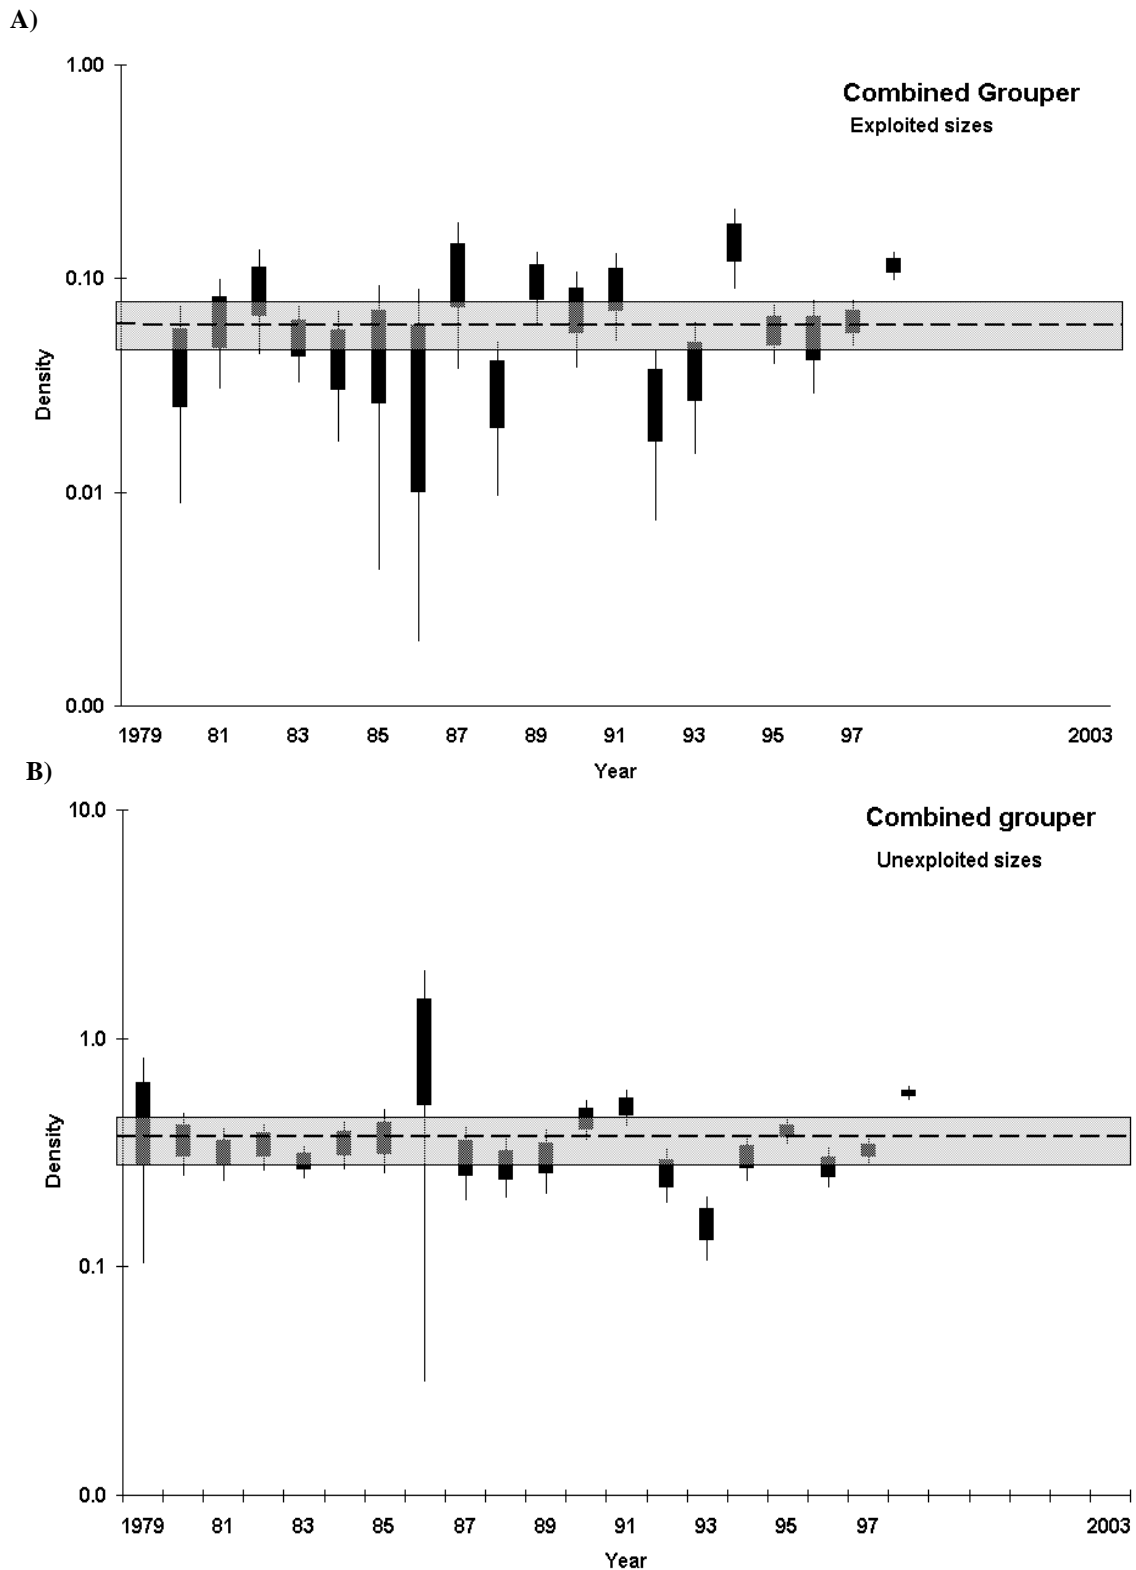 A)
1.00
Combined Grouper
Exploited sizes
0.10
Density
0.01
0.00
1979 81 83 85 87 89 91 93 95 97 2003
Year
B)
10.0
Combined grouper
Unexploited sizes
1.0
Density
0.1
0.0
1979 81 83 85 87 89 91 93 95 97 2003
Year